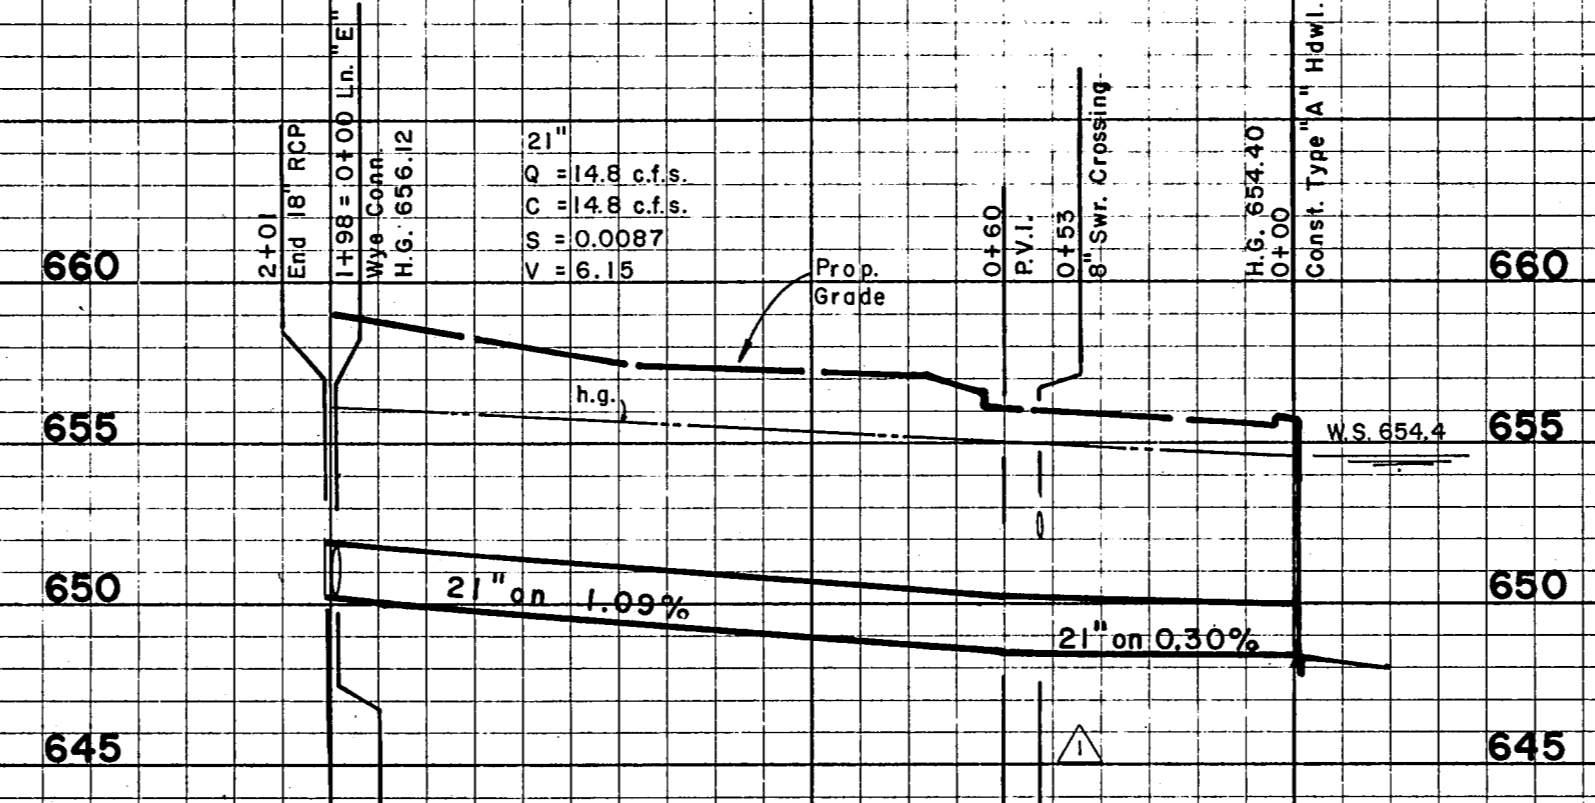 2+01
End 18" RCP
1+98 = 0+00 Ln. "E"
Wye Conn.
H.G. 656.12
21"
Q = 14.8 c.f.s.
C = 14.8 c.f.s.
S = 0.0087
V = 6.15
Prop.
Grade
0+60
P.V.I.
0+53
8" Swr. Crossing
H.G. 654.40
0+00
Const. Type "A" Hdwl.
660
660
h.g.
655
W.S. 654.4
655
650
21" on 1.09%
650
21" on 0.30%
645
1
645